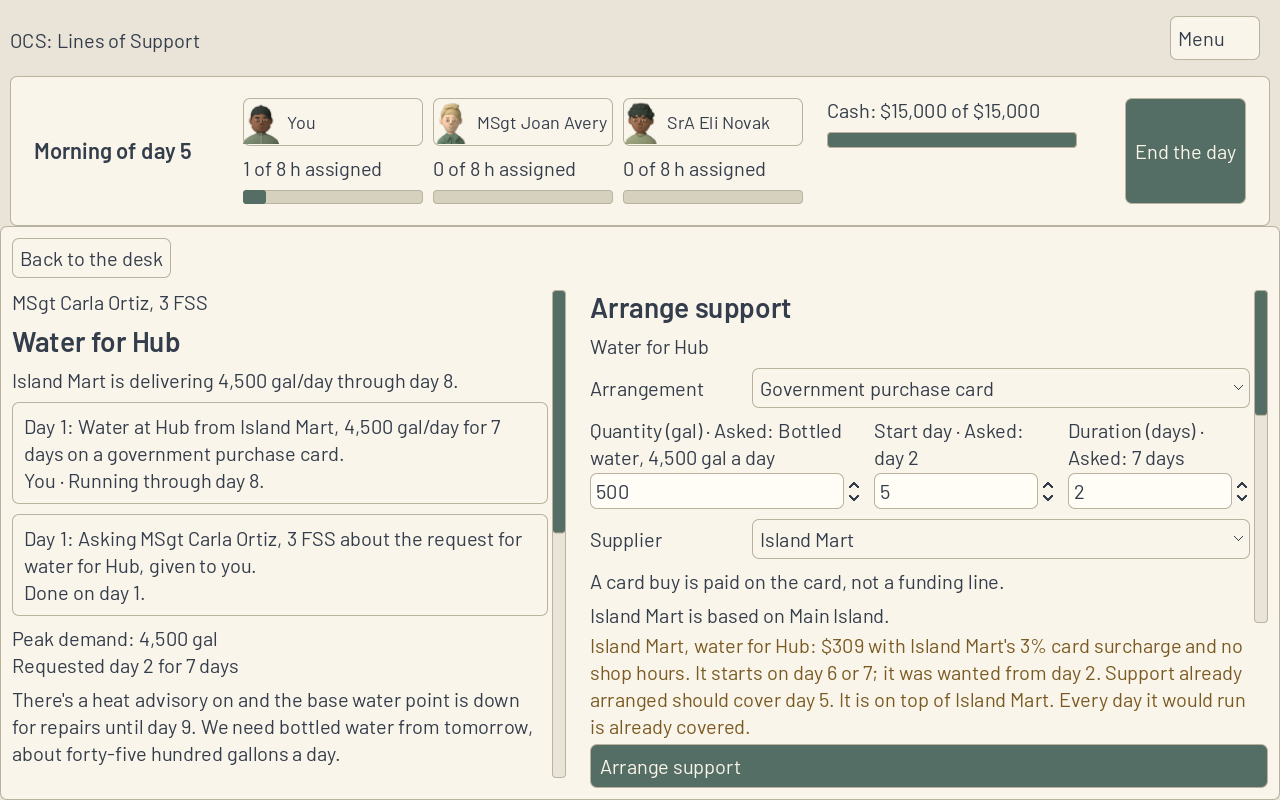 OCS: Lines of Support
Menu
Morning of day 5
You
1 of 8 h assigned
MSgt Joan Avery
0 of 8 h assigned
SrA Eli Novak
0 of 8 h assigned
Cash: $15,000 of $15,000
End the day
Back to the desk
MSgt Carla Ortiz, 3 FSS
Water for Hub
Island Mart is delivering 4,500 gal/day through day 8.
Day 1: Water at Hub from Island Mart, 4,500 gal/day for 7
days on a government purchase card.
You · Running through day 8.
Day 1: Asking MSgt Carla Ortiz, 3 FSS about the request for
water for Hub, given to you.
Done on day 1.
Peak demand: 4,500 gal
Requested day 2 for 7 days
There's a heat advisory on and the base water point is down
for repairs until day 9. We need bottled water from tomorrow,
about forty-five hundred gallons a day.
Arrange support
Water for Hub
Arrangement
Government purchase card
Quantity (gal) · Asked: Bottled
water, 4,500 gal a day
500
Start day · Asked:
day 2
5
Duration (days) ·
Asked: 7 days
2
Supplier
Island Mart
A card buy is paid on the card, not a funding line.
Island Mart is based on Main Island.
Island Mart, water for Hub: $309 with Island Mart's 3% card surcharge and no
shop hours. It starts on day 6 or 7; it was wanted from day 2. Support already
arranged should cover day 5. It is on top of Island Mart. Every day it would run
is already covered.
Arrange support